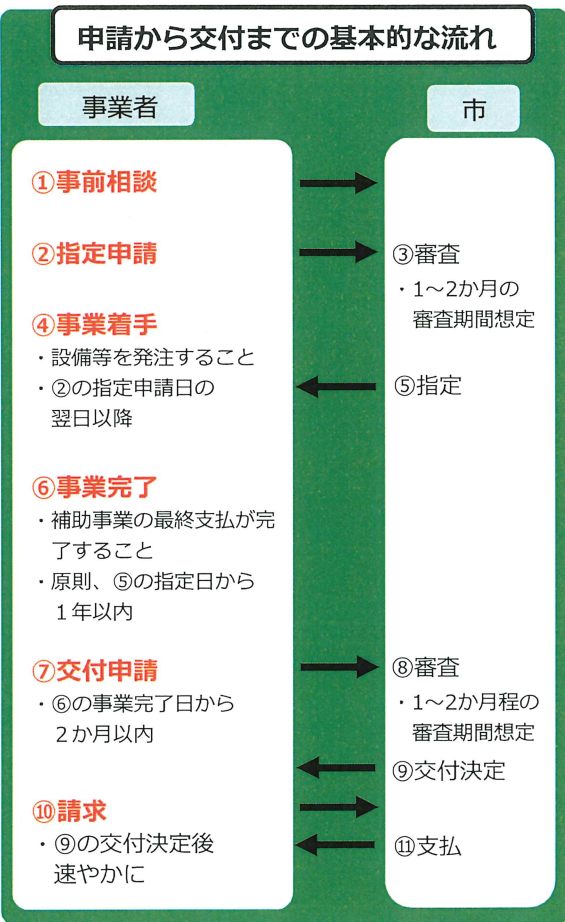 申請から交付までの基本的な流れ
事業者
市
①事前相談
②指定申請
③審査
・1～2か月の
審査期間想定
④事業着手
・設備等を発注すること
・②の指定申請日の
翌日以降
⑤指定
⑥事業完了
・補助事業の最終支払が完
了すること
・原則、⑤の指定日から
１年以内
⑦交付申請
・⑥の事業完了日から
２か月以内
⑧審査
・1～2か月程の
審査期間想定
⑨交付決定
⑩請求
・⑨の交付決定後
速やかに
⑪支払